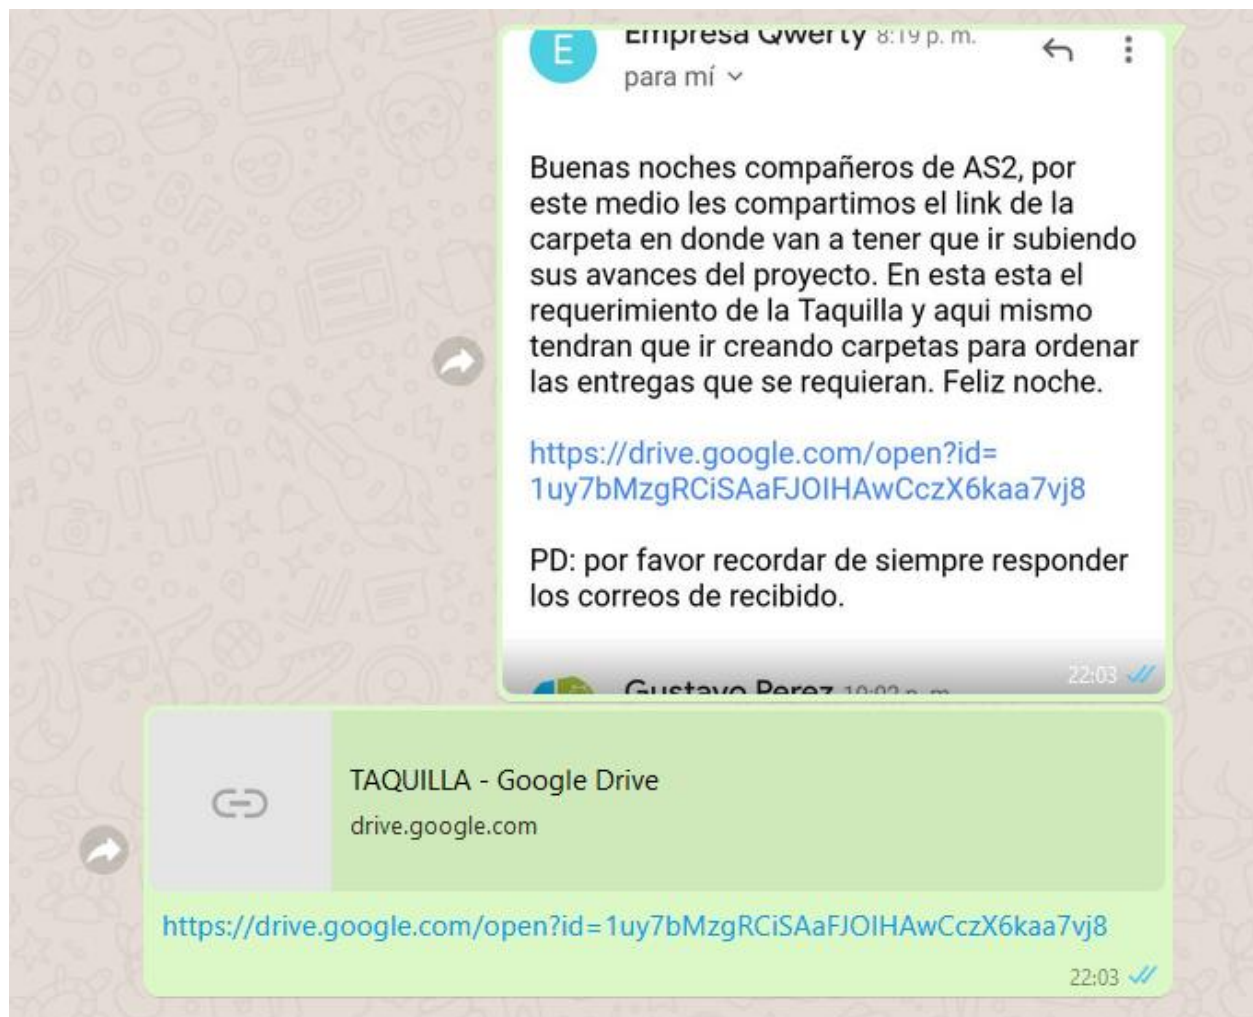 E
Empresa Qwerty 8:19 p. m.
para mí
Buenas noches compañeros de AS2, por
este medio les compartimos el link de la
carpeta en donde van a tener que ir subiendo
sus avances del proyecto. En esta esta el
requerimiento de la Taquilla y aqui mismo
tendran que ir creando carpetas para ordenar
las entregas que se requieran. Feliz noche.
https://drive.google.com/open?id=
1uy7bMzgRCiSAaFJOIHAwCczX6kaa7vj8
PD: por favor recordar de siempre responder
los correos de recibido.
Gustavo Perez 10:02 p. m.
22:03
TAQUILLA - Google Drive
drive.google.com
https://drive.google.com/open?id=1uy7bMzgRCiSAaFJOIHAwCczX6kaa7vj8
22:03